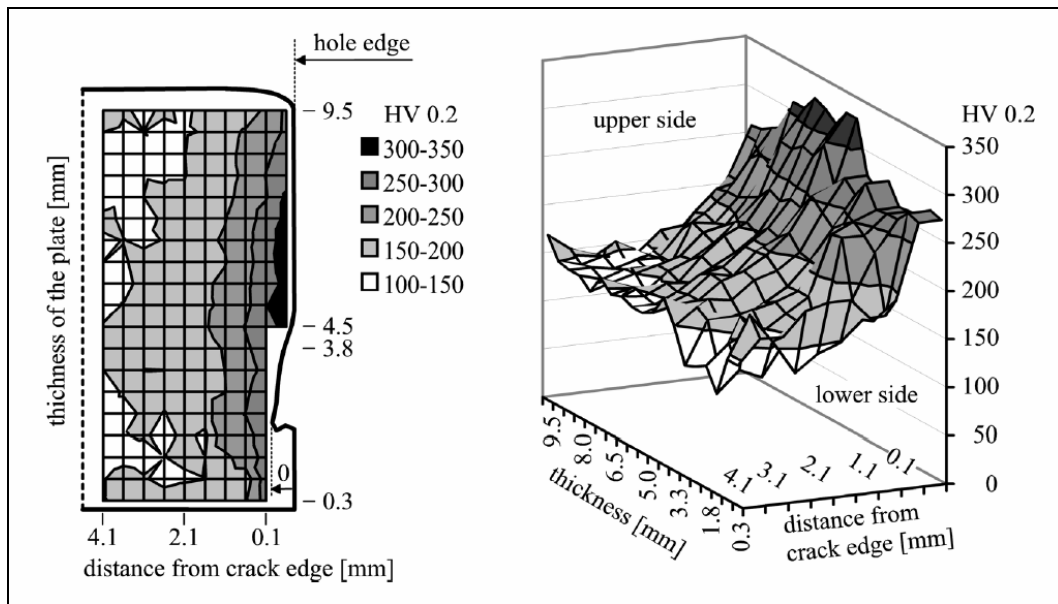 hole edge
9.5
HV 0.2
300-350
250-300
200-250
150-200
100-150
4.5
3.8
0
0.3
thichness of the plate [mm]
4.1 2.1 0.1
distance from crack edge [mm]
upper side
lower side
HV 0.2
350
300
250
200
150
100
50
0
9.5 8.0 6.5 5.0 3.3 1.8 0.3
thickness [mm]
4.1 3.1 2.1 1.1 0.1
distance from
crack edge [mm]